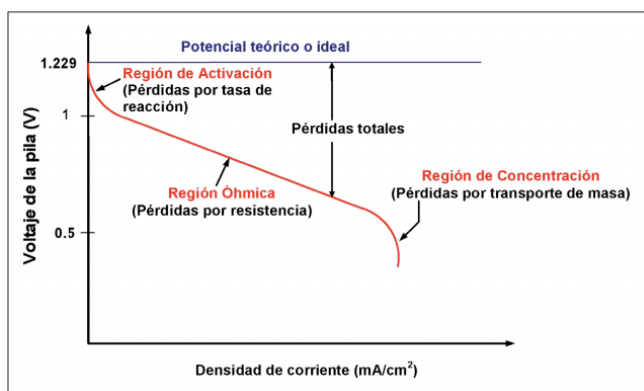 Potencial teórico o ideal
1.229
Región de Activación
(Pérdidas por tasa de
reacción)
1
Pérdidas totales
Región de Concentración
(Pérdidas por transporte de masa)
Región Óhmica
(Pérdidas por resistencia)
0.5
Voltaje de la pila (V)
Densidad de corriente (mA/cm²)